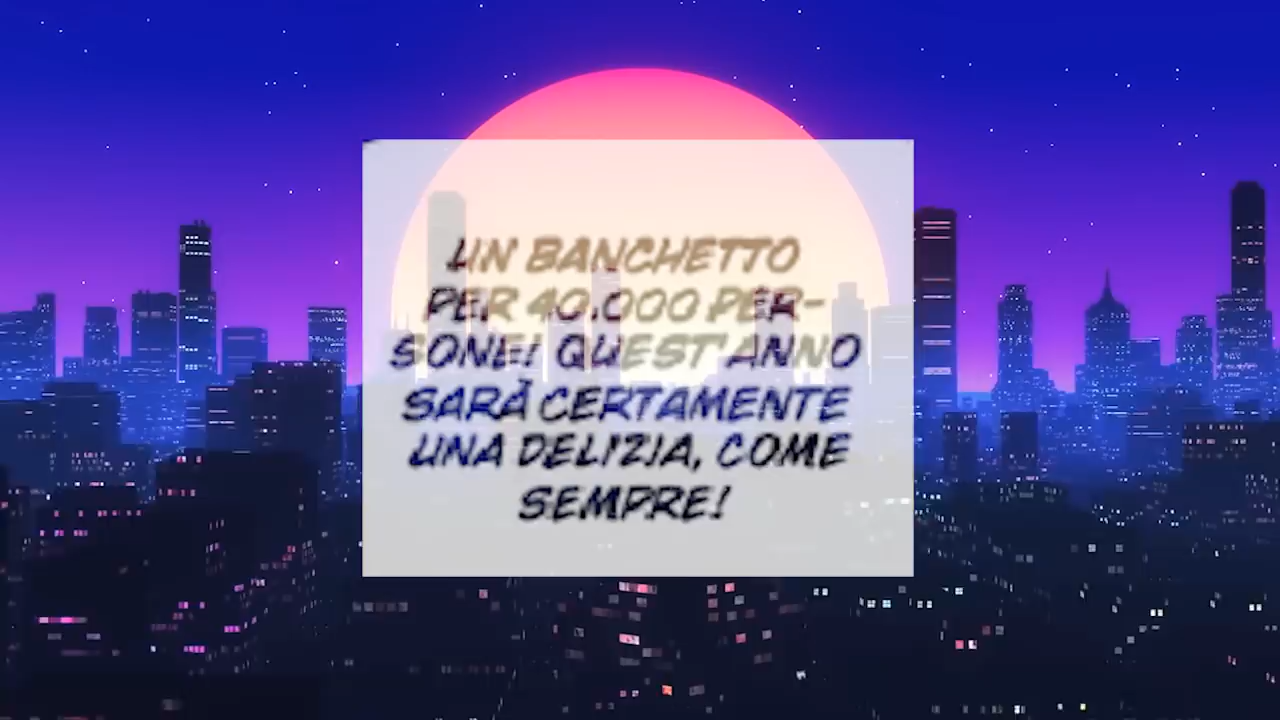 UN BANCHETTO
PER 40.000 PER-
SONE! QUEST'ANNO
SARÀ CERTAMENTE
UNA DELIZIA, COME
SEMPRE!